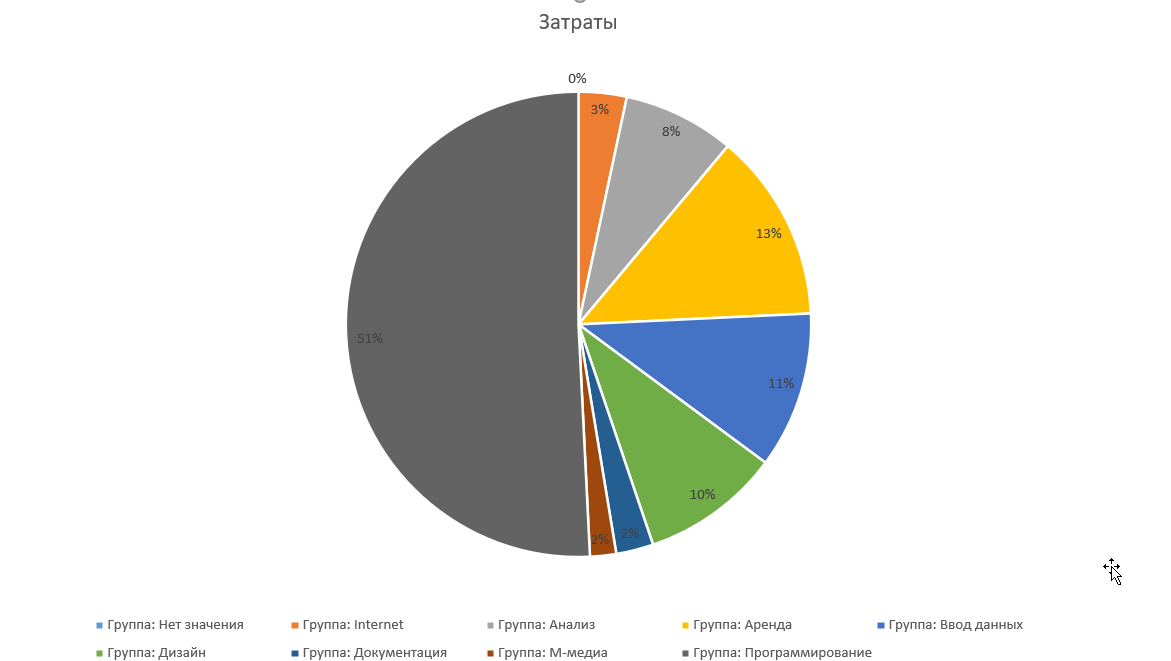 Затраты
0%
3%
8%
13%
51%
11%
10%
2%
2%
Группа: Нет значения
Группа: Internet
Группа: Анализ
Группа: Аренда
Группа: Ввод данных
Группа: Дизайн
Группа: Документация
Группа: М-медиа
Группа: Программирование